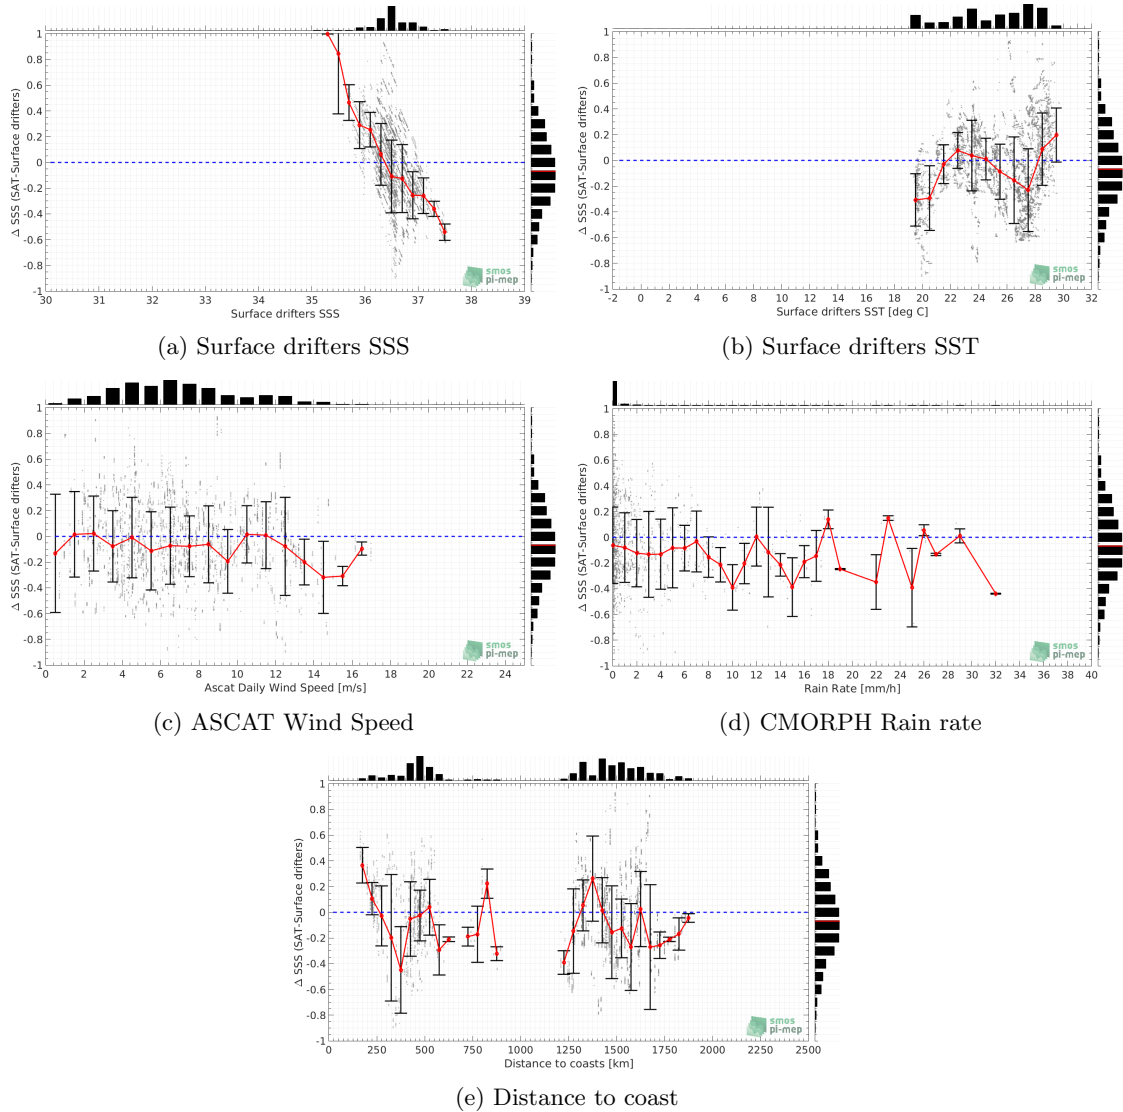 1
0.8
0.6
0.4
0.2
0
-0.2
-0.4
-0.6
-0.8
-1
Δ SSS (SAT-Surface drifters)
30 31 32 33 34 35 36 37 38 39
Surface drifters SSS
smos
pi-mep
(a) Surface drifters SSS
1
0.8
0.6
0.4
0.2
0
-0.2
-0.4
-0.6
-0.8
-1
Δ SSS (SAT-Surface drifters)
-2 0 2 4 6 8 10 12 14 16 18 20 22 24 26 28 30 32
Surface drifters SST [deg C]
smos
pi-mep
(b) Surface drifters SST
1
0.8
0.6
0.4
0.2
0
-0.2
-0.4
-0.6
-0.8
-1
Δ SSS (SAT-Surface drifters)
0 2 4 6 8 10 12 14 16 18 20 22 24
Ascat Daily Wind Speed [m/s]
smos
pi-mep
(c) ASCAT Wind Speed
1
0.8
0.6
0.4
0.2
0
-0.2
-0.4
-0.6
-0.8
-1
Δ SSS (SAT-Surface drifters)
0 2 4 6 8 10 12 14 16 18 20 22 24 26 28 30 32 34 36 38 40
Rain Rate [mm/h]
smos
pi-mep
(d) CMORPH Rain rate
1
0.8
0.6
0.4
0.2
0
-0.2
-0.4
-0.6
-0.8
-1
Δ SSS (SAT-Surface drifters)
0 250 500 750 1000 1250 1500 1750 2000 2250 2500
Distance to coasts [km]
smos
pi-mep
(e) Distance to coast